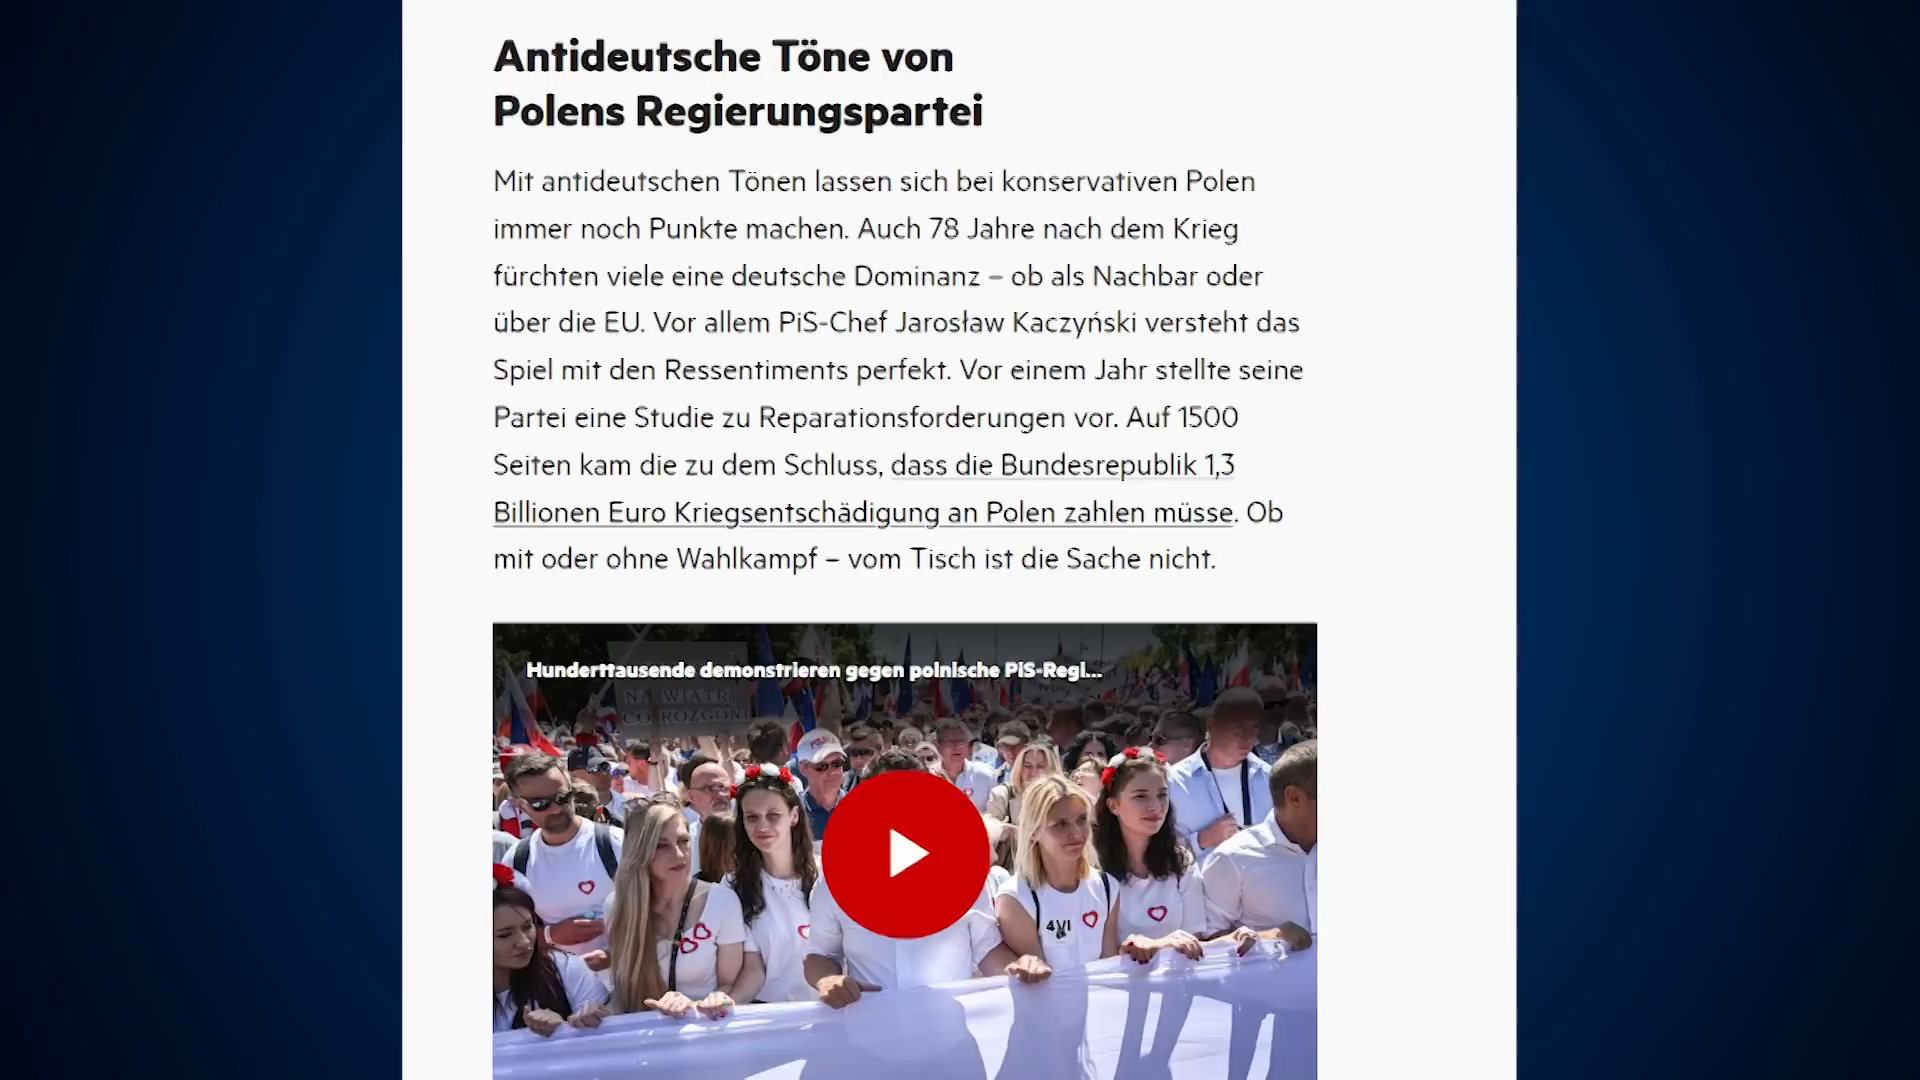 Antideutsche Töne von
Polens Regierungspartei
Mit antideutschen Tönen lassen sich bei konservativen Polen
immer noch Punkte machen. Auch 78 Jahre nach dem Krieg
fürchten viele eine deutsche Dominanz – ob als Nachbar oder
über die EU. Vor allem PiS-Chef Jarosław Kaczyński versteht das
Spiel mit den Ressentiments perfekt. Vor einem Jahr stellte seine
Partei eine Studie zu Reparationsforderungen vor. Auf 1500
Seiten kam die zu dem Schluss, dass die Bundesrepublik 1,3
Billionen Euro Kriegsentschädigung an Polen zahlen müsse. Ob
mit oder ohne Wahlkampf – vom Tisch ist die Sache nicht.
Hunderttausende demonstrieren gegen polnische PiS-Regi...
NA WIATR
CO ROZGONI
4VI